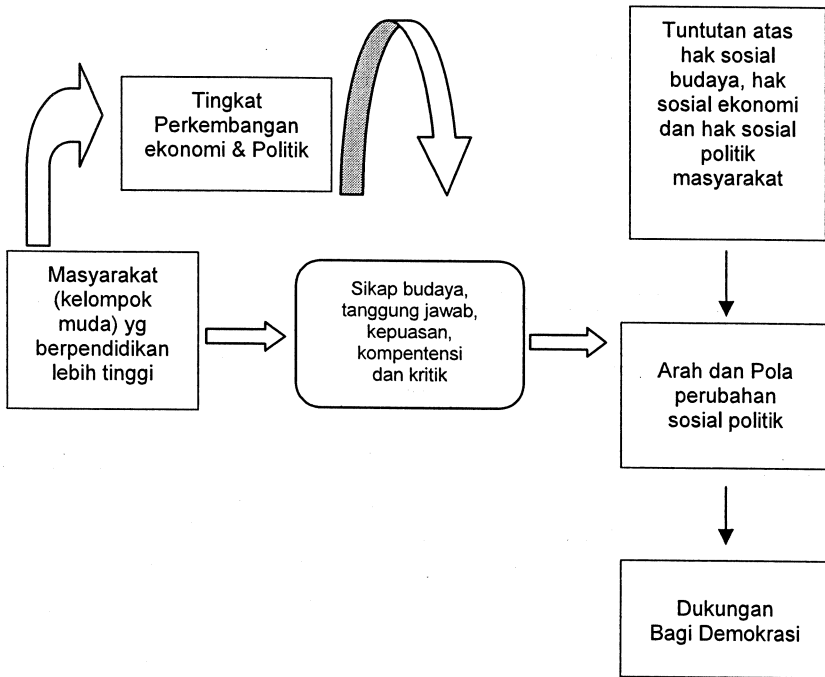 Tingkat
Perkembangan
ekonomi & Politik
Tuntutan atas
hak sosial
budaya, hak
sosial ekonomi
dan hak sosial
politik
masyarakat
Masyarakat
(kelompok
muda) yg
berpendidikan
lebih tinggi
Sikap budaya,
tanggung jawab,
kepuasan,
kompentensi
dan kritik
Arah dan Pola
perubahan
sosial politik
Dukungan
Bagi Demokrasi